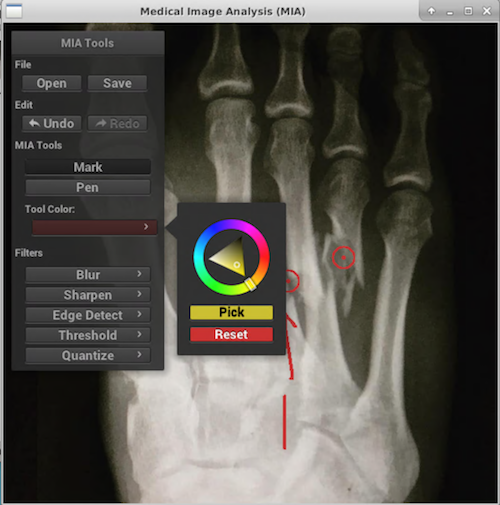 Medical Image Analysis (MIA)
MIA Tools
File
Open Save
Edit
Undo Redo
MIA Tools
Mark
Pen
Tool Color:
Filters
Pick
Blur
Reset
Sharpen
Edge Detect
Threshold
Quantize